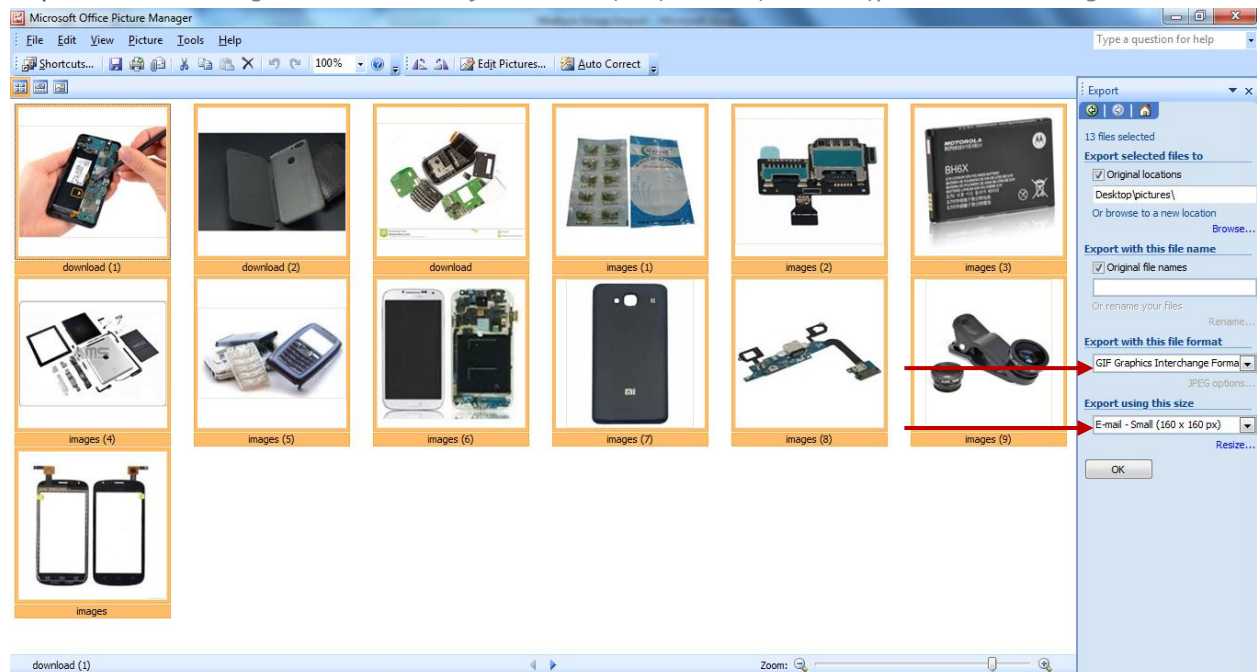 Microsoft Office Picture Manager
File Edit View Picture Tools Help
Type a question for help
Shortcuts... 100% Edit Pictures... Auto Correct
Export
13 files selected
Export selected files to
Original locations
Desktop\pictures\
Or browse to a new location
Browse...
Export with this file name
Original file names
Or rename your files
Rename...
Export with this file format
GIF Graphics Interchange Forma
JPEG options...
Export using this size
E-mail - Small (160 x 160 px)
Resize...
OK
MOTOROLA
BH6X
download (1) download (2) download images (1) images (2) images (3)
mi
images (4) images (5) images (6) images (7) images (8) images (9)
images
download (1) Zoom: